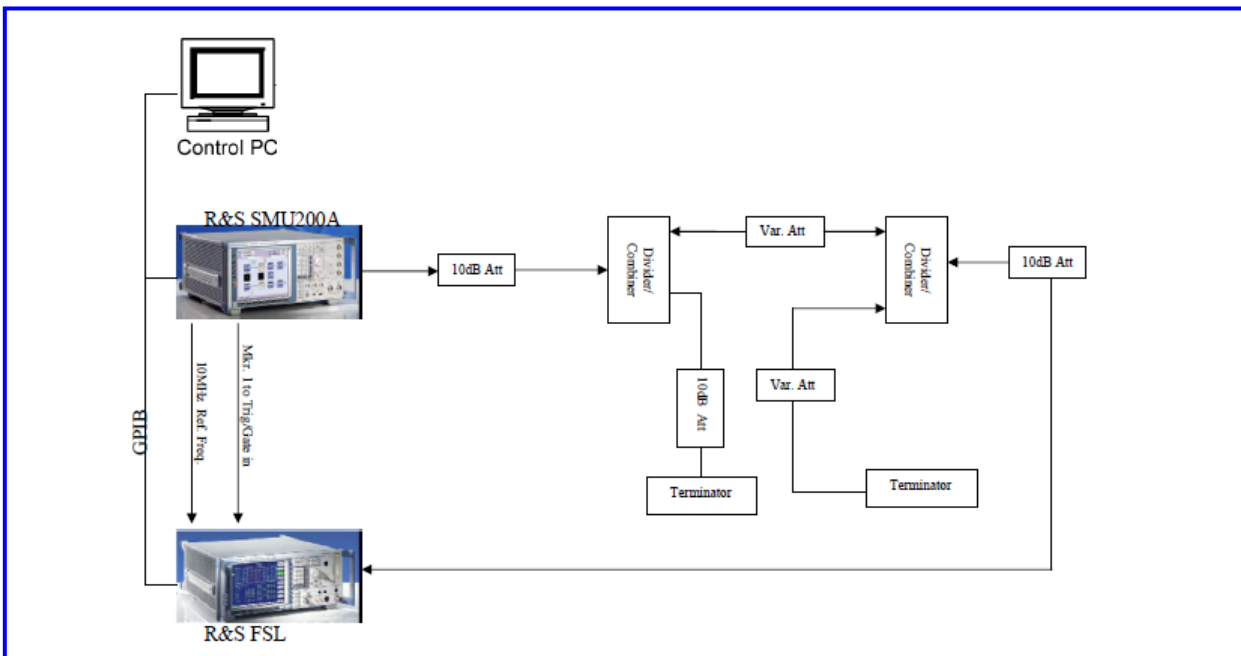 Control PC
R&S SMU200A
10dB Att
Divider/
Combiner
Var. Att
Divider/
Combiner
10dB Att
GPIB
10MHz Ref. Freq.
Mkr. 1 to Trig/Gate in
10dB Att
Var. Att
Terminator
Terminator
R&S FSL